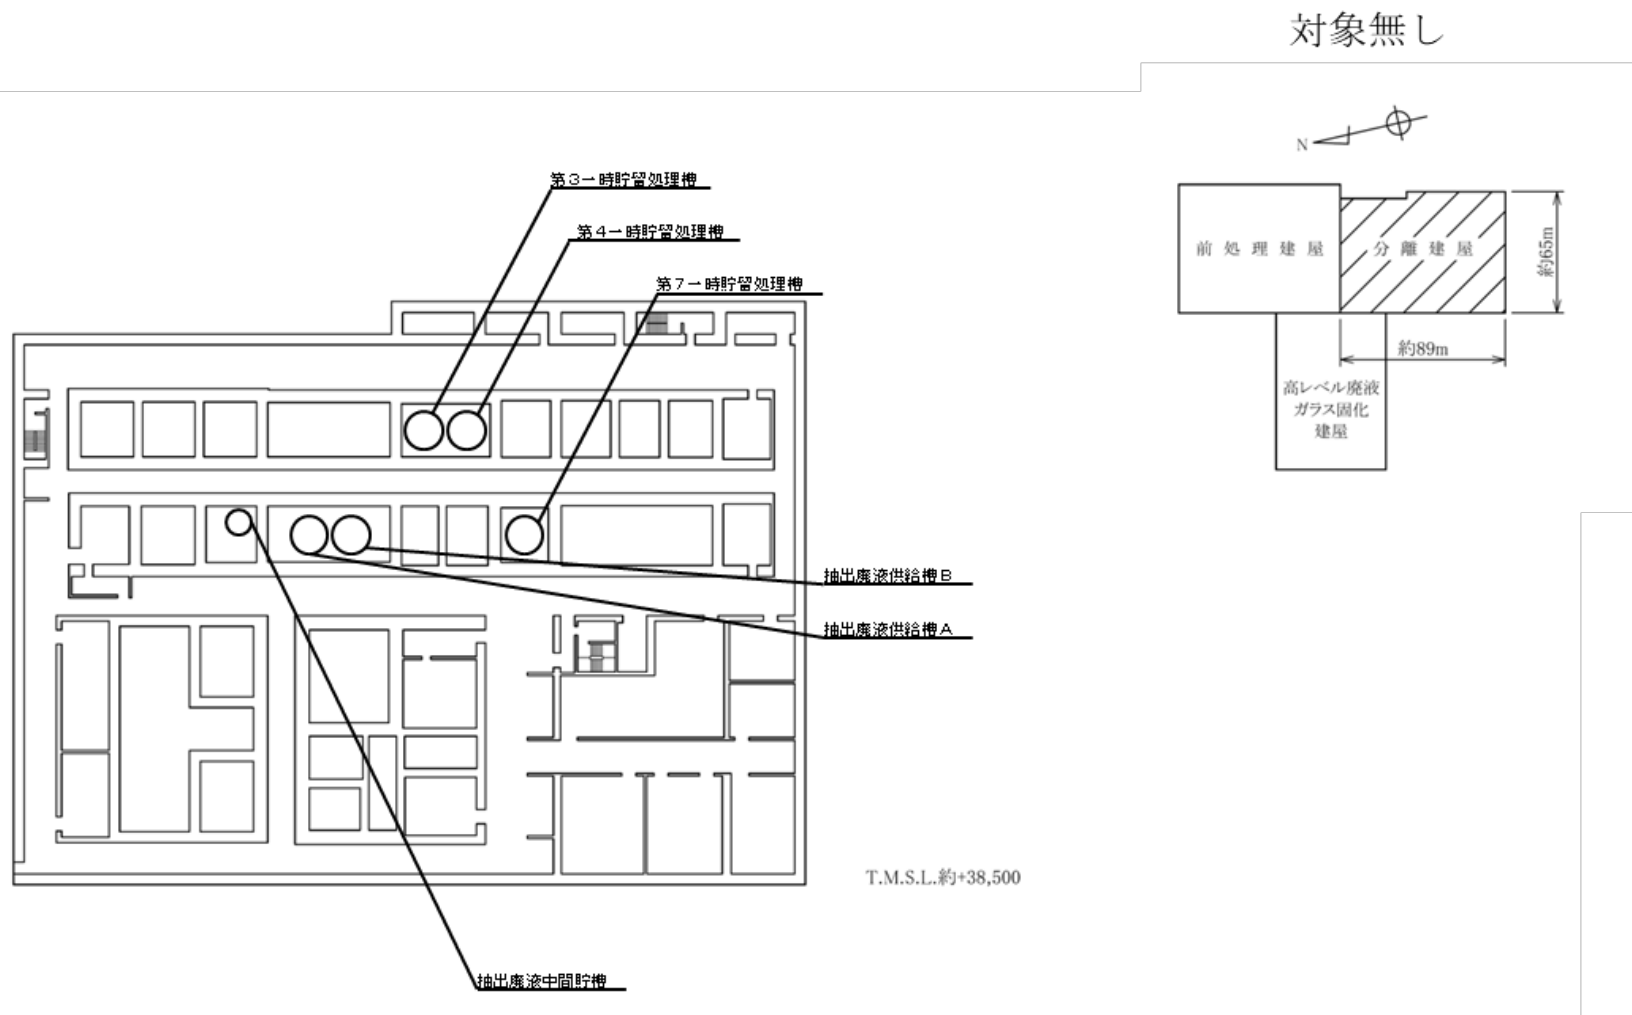 対象無し
N
第3一時貯留処理槽
第4一時貯留処理槽
第7一時貯留処理槽
前処理建屋
分離建屋
約65m
約89m
高レベル廃液
ガラス固化
建屋
抽出廃液供給槽B
抽出廃液供給槽A
T.M.S.L.約+38,500
抽出廃液中間貯槽